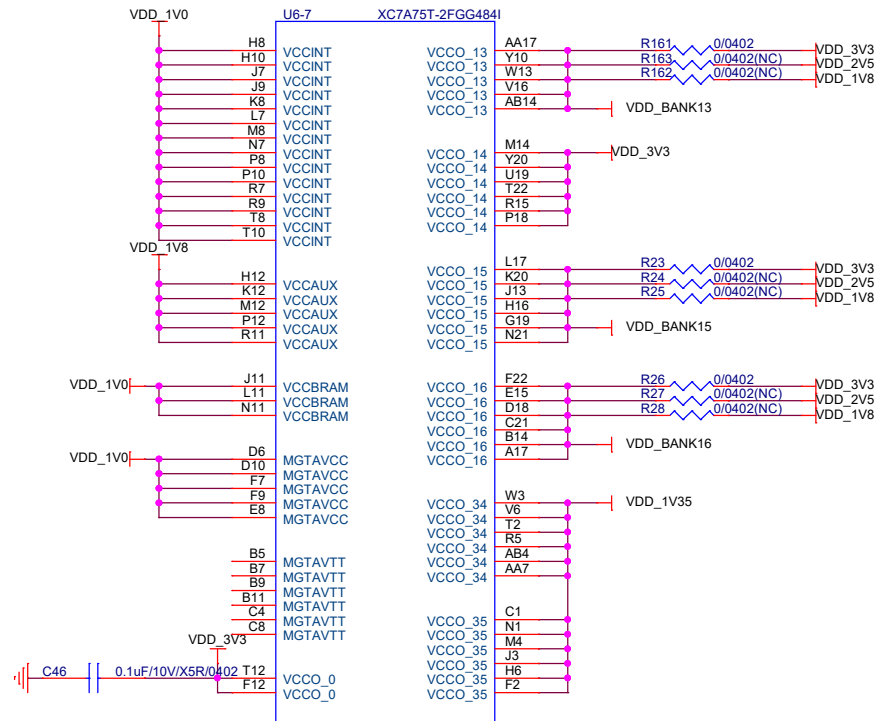 VDD_1V0 U6-7 XC7A75T-2FGG484I
H8 VCCINT VCCO_13 AA17 R161 0/0402 VDD_3V3
H10 VCCINT VCCO_13 Y10 R163 0/0402(NC) VDD_2V5
J7 VCCINT VCCO_13 W13 R162 0/0402(NC) VDD_1V8
J9 VCCINT VCCO_13 V16
K8 VCCINT VCCO_13 AB14 VDD_BANK13
L7 VCCINT
M8 VCCINT
N7 VCCINT VCCO_14 M14 VDD_3V3
P8 VCCINT VCCO_14 Y20
P10 VCCINT VCCO_14 U19
R7 VCCINT VCCO_14 T22
R9 VCCINT VCCO_14 R15
T8 VCCINT VCCO_14 P18
T10 VCCINT
VDD_1V8
VCCO_15 L17 R23 0/0402 VDD_3V3
H12 VCCAUX VCCO_15 K20 R24 0/0402(NC) VDD_2V5
K12 VCCAUX VCCO_15 J13 R25 0/0402(NC) VDD_1V8
M12 VCCAUX VCCO_15 H16
P12 VCCAUX VCCO_15 G19 VDD_BANK15
R11 VCCAUX VCCO_15 N21
VDD_1V0 J11 VCCBRAM VCCO_16 F22 R26 0/0402 VDD_3V3
L11 VCCBRAM VCCO_16 E15 R27 0/0402(NC) VDD_2V5
N11 VCCBRAM VCCO_16 D18 R28 0/0402(NC) VDD_1V8
VCCO_16 C21
VCCO_16 B14 VDD_BANK16
VDD_1V0 D6 MGTAVCC VCCO_16 A17
D10 MGTAVCC
F7 MGTAVCC
F9 MGTAVCC VCCO_34 W3 VDD_1V35
E8 MGTAVCC VCCO_34 V6
VCCO_34 T2
VCCO_34 R5
B5 MGTAVTT VCCO_34 AB4
B7 MGTAVTT VCCO_34 AA7
B9 MGTAVTT
B11 MGTAVTT
C4 MGTAVTT VCCO_35 C1
C8 MGTAVTT VCCO_35 N1
VDD_3V3 VCCO_35 M4
VCCO_35 J3
C46 0.1uF/10V/X5R/0402 T12 VCCO_0 VCCO_35 H6
F12 VCCO_0 VCCO_35 F2